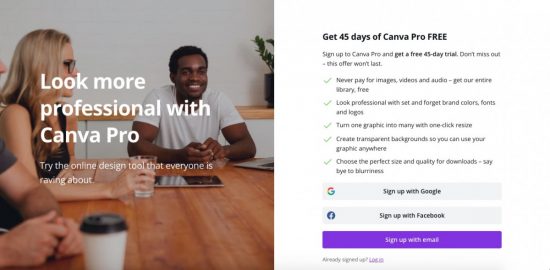 Look more
professional with
Canva Pro
Try the online design tool that everyone is
raving about
Get 45 days of Canva Pro FREE
Sign up to Canva Pro and get a free 45-day trial. Don't miss out
– this offer won't last.
Never pay for images, videos and audio – get our entire
library, free
Look professional with set and forget brand colors, fonts
and logos
Turn one graphic into many with one-click resize
Create transparent backgrounds so you can use your
graphic anywhere
Choose the perfect size and quality for downloads – say
bye to blurriness
Sign up with Google
Sign up with Facebook
Sign up with email
Already signed up? Log in